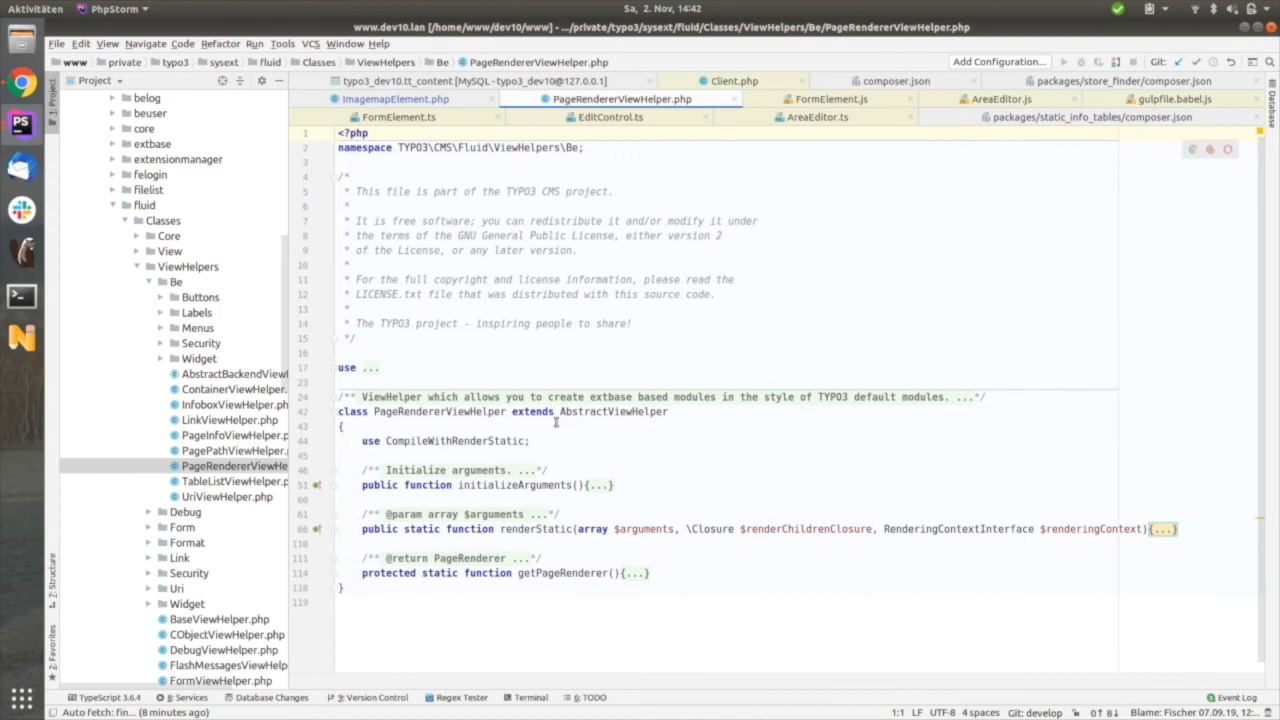 Aktivitäten PhpStorm Sa, 2. Nov, 14:42
www.dev10.lan [/home/www/dev10/www] - .../private/typo3/sysext/fluid/Classes/ViewHelpers/Be/PageRendererViewHelper.php
File Edit View Navigate Code Refactor Run Tools VCS Window Help
www private typo3 sysext fluid Classes ViewHelpers Be PageRendererViewHelper.php Add Configuration... Git:
1: Project
Project
typo3_dev10.tt_content [MySQL - typo3_dev10@127.0.0.1] Client.php composer.json packages/store_finder/composer.json
ImagemapElement.php PageRendererViewHelper.php FormElement.js AreaEditor.js gulpfile.babel.js
FormElement.ts EditControl.ts AreaEditor.ts packages/static_info_tables/composer.json
Database
belog
beuser
core
extbase
extensionmanager
felogin
filelist
fluid
Classes
Core
View
ViewHelpers
Be
Buttons
Labels
Menus
Security
Widget
AbstractBackendViewH
ContainerViewHelper.
InfoboxViewHelper.ph
LinkViewHelper.php
PageInfoViewHelper.p
PagePathViewHelper.p
PageRendererViewHe
TableListViewHelper.p
UriViewHelper.php
Debug
Form
Format
Link
Security
Uri
Widget
BaseViewHelper.php
CObjectViewHelper.php
DebugViewHelper.php
FlashMessagesViewHelp
FormViewHelper.php
1 <?php
2 namespace TYPO3\CMS\Fluid\ViewHelpers\Be;
3
4 /*
5 * This file is part of the TYPO3 CMS project.
6 *
7 * It is free software; you can redistribute it and/or modify it under
8 * the terms of the GNU General Public License, either version 2
9 * of the License, or any later version.
10 *
11 * For the full copyright and license information, please read the
12 * LICENSE.txt file that was distributed with this source code.
13 *
14 * The TYPO3 project - inspiring people to share!
15 */
16
17 use ...
23
24 /** ViewHelper which allows you to create extbase based modules in the style of TYPO3 default modules. ...*/
42 class PageRendererViewHelper extends AbstractViewHelper
43 {
44 use CompileWithRenderStatic;
45
46 /** Initialize arguments. ...*/
51 public function initializeArguments(){...}
60
61 /** @param array $arguments ...*/
66 public static function renderStatic(array $arguments, \Closure $renderChildrenClosure, RenderingContextInterface $renderingContext){...}
110
111 /** @return PageRenderer ...*/
114 protected static function getPageRenderer(){...}
118 }
119
7: Structure
2: Favorites
TypeScript 3.6.4 8: Services Database Changes 9: Version Control Regex Tester Terminal 6: TODO Event Log
Auto fetch: fin... (8 minutes ago) 1:1 LF UTF-8 4 spaces Git: develop 0↑ 8↓ Blame: Fischer 07.09.19, 12:...